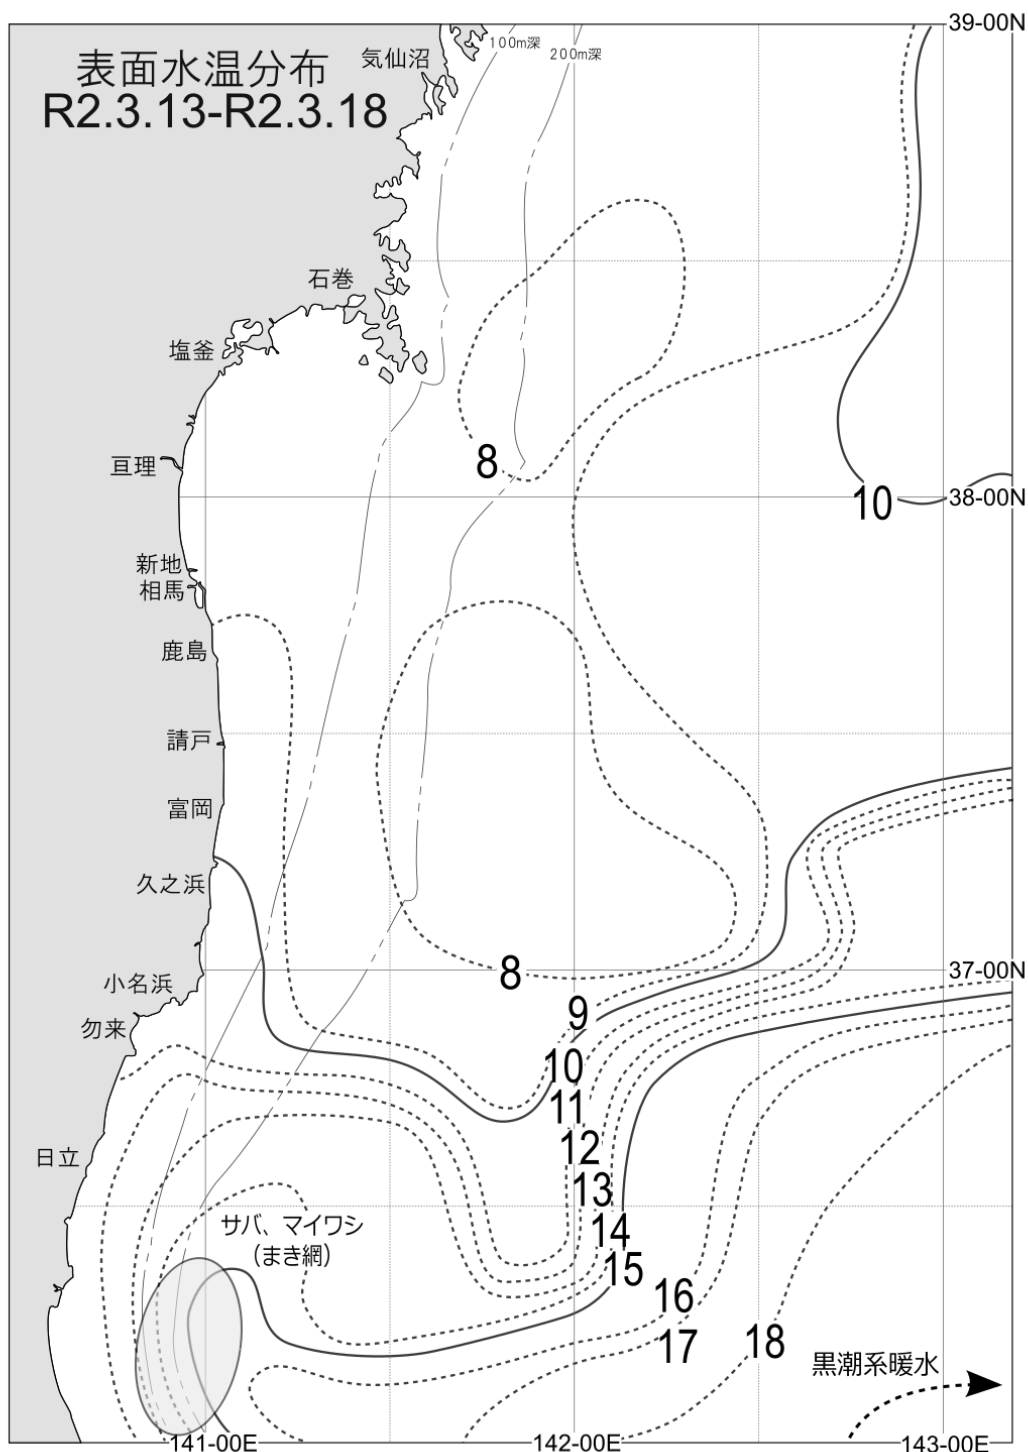 39-00N
100m深
200m深
気仙沼
表面水温分布
R2.3.13-R2.3.18
石巻
塩釜
8
亘理
10
38-00N
新地
相馬
鹿島
請戸
富岡
久之浜
8
37-00N
小名浜
9
勿来
10
11
12
日立
13
サバ、マイワシ
(まき網)
14
15
16
17
18
黒潮系暖水
141-00E
142-00E
143-00E